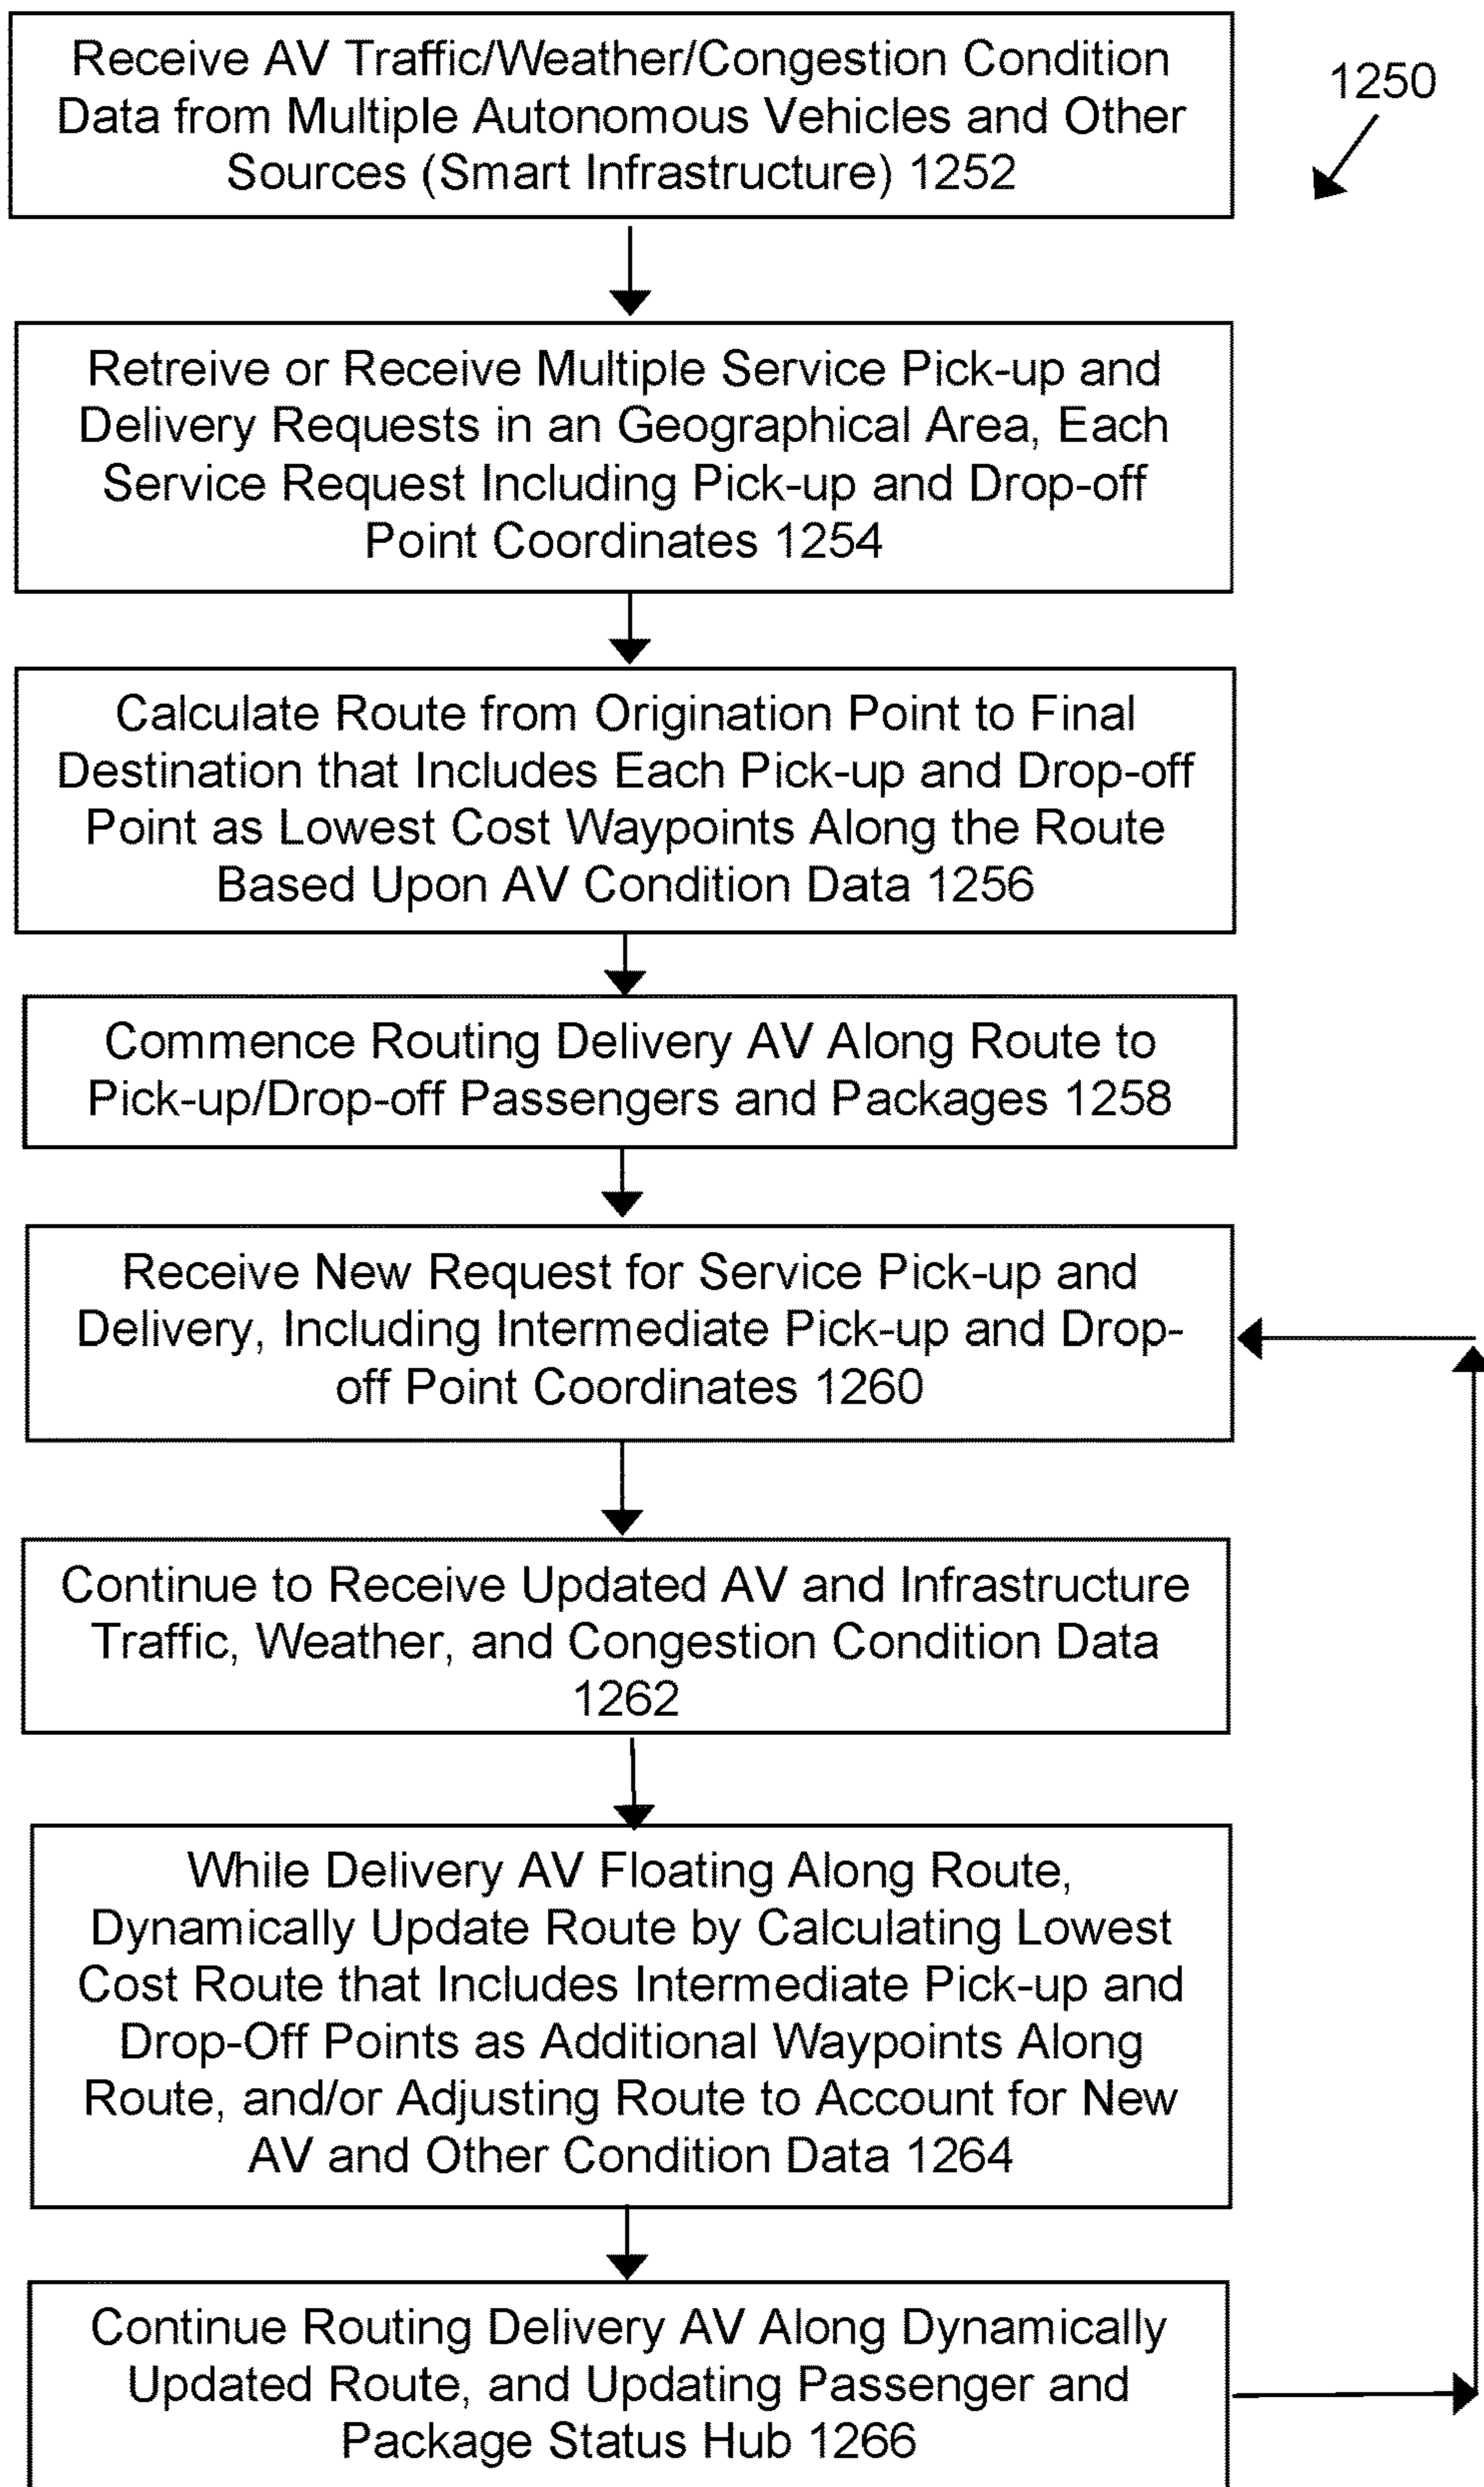 Receive AV Traffic/Weather/Congestion Condition
Data from Multiple Autonomous Vehicles and Other
Sources (Smart Infrastructure) 1252
1250
Retreive or Receive Multiple Service Pick-up and
Delivery Requests in an Geographical Area, Each
Service Request Including Pick-up and Drop-off
Point Coordinates 1254
Calculate Route from Origination Point to Final
Destination that Includes Each Pick-up and Drop-off
Point as Lowest Cost Waypoints Along the Route
Based Upon AV Condition Data 1256
Commence Routing Delivery AV Along Route to
Pick-up/Drop-off Passengers and Packages 1258
Receive New Request for Service Pick-up and
Delivery, Including Intermediate Pick-up and Drop-
off Point Coordinates 1260
Continue to Receive Updated AV and Infrastructure
Traffic, Weather, and Congestion Condition Data
1262
While Delivery AV Floating Along Route,
Dynamically Update Route by Calculating Lowest
Cost Route that Includes Intermediate Pick-up and
Drop-Off Points as Additional Waypoints Along
Route, and/or Adjusting Route to Account for New
AV and Other Condition Data 1264
Continue Routing Delivery AV Along Dynamically
Updated Route, and Updating Passenger and
Package Status Hub 1266